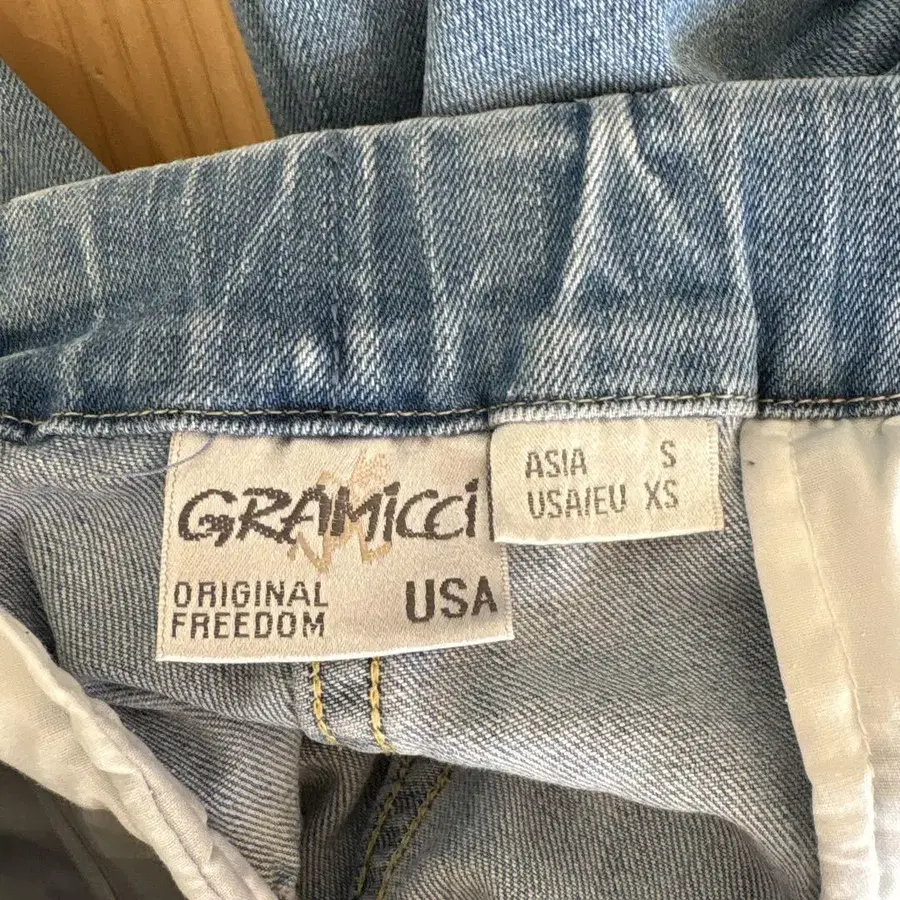 GRAMICCI
ORIGINAL
FREEDOM
USA
ASIA S
USA/EU XS